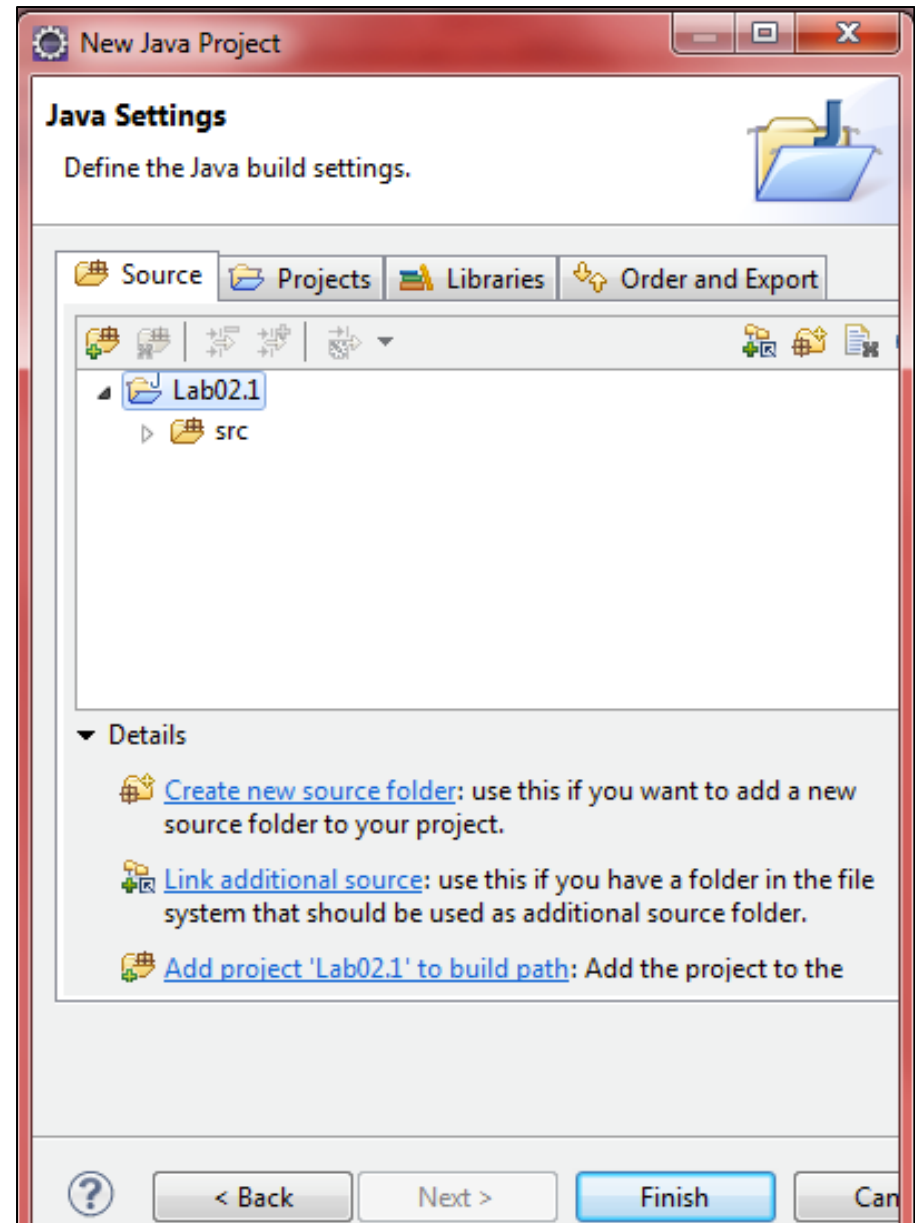 New Java Project
Java Settings
Define the Java build settings.
Source Projects Libraries Order and Export
Lab02.1
src
Details
Create new source folder: use this if you want to add a new
source folder to your project.
Link additional source: use this if you have a folder in the file
system that should be used as additional source folder.
Add project 'Lab02.1' to build path: Add the project to the
< Back Next > Finish Can